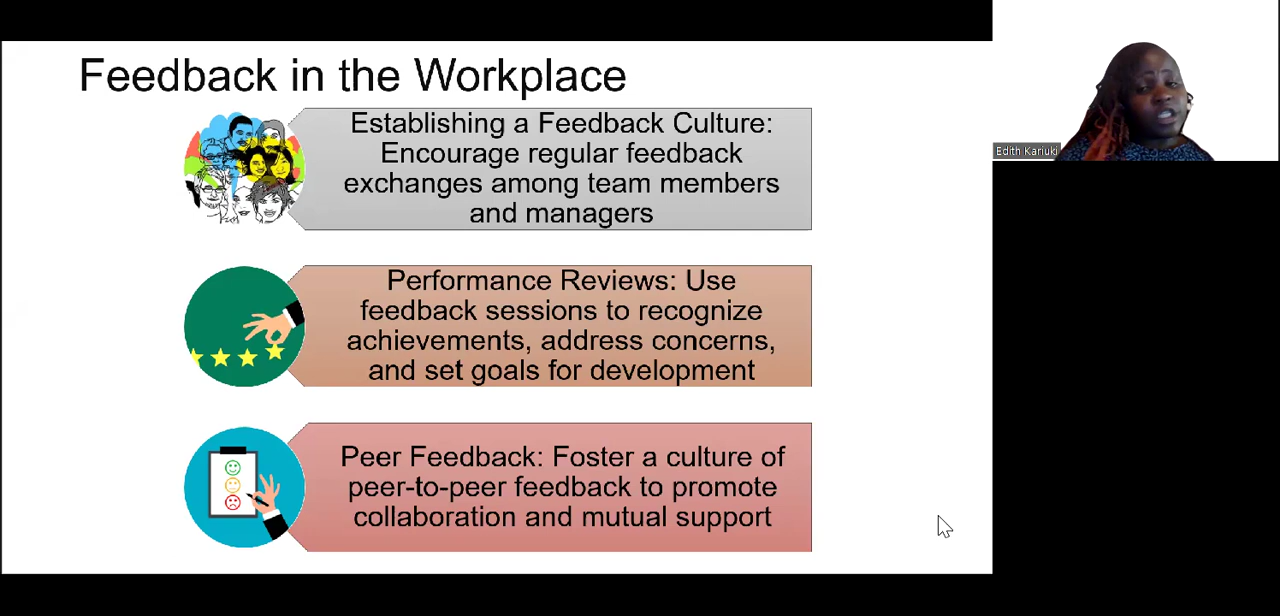 Feedback in the Workplace
Establishing a Feedback Culture:
Encourage regular feedback
exchanges among team members
and managers
Performance Reviews: Use
feedback sessions to recognize
achievements, address concerns,
and set goals for development
Peer Feedback: Foster a culture of
peer-to-peer feedback to promote
collaboration and mutual support
Edith Kariuki